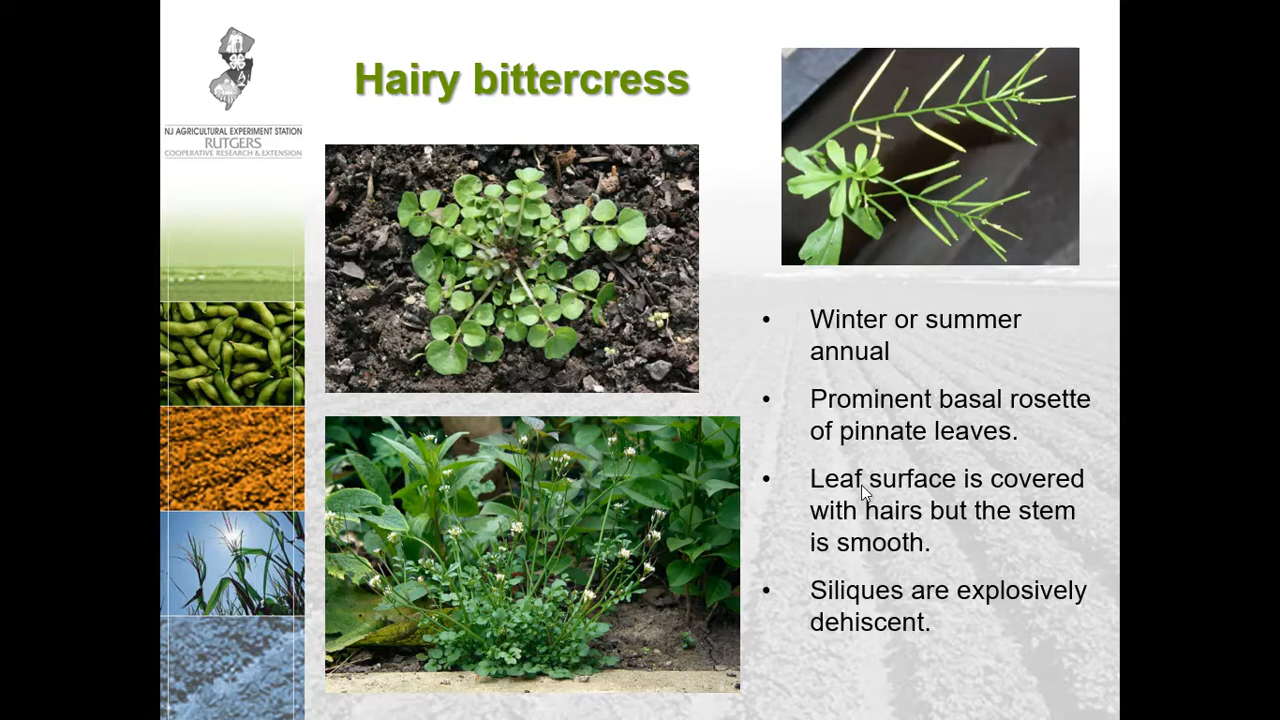 Hairy bittercress
NJ AGRICULTURAL EXPERIMENT STATION
RUTGERS
COOPERATIVE RESEARCH & EXTENSION
• Winter or summer
annual
• Prominent basal rosette
of pinnate leaves.
• Leaf surface is covered
with hairs but the stem
is smooth.
• Siliques are explosively
dehiscent.